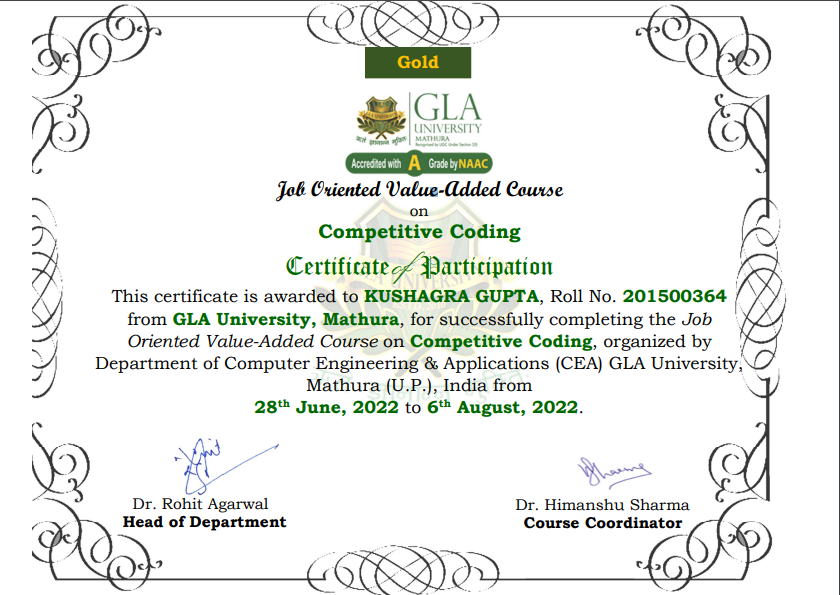 Gold
GLA
UNIVERSITY
MATHURA
Recognised by UGC Under Section 2(f)
Accredited with A Grade by NAAC
Job Oriented Value-Added Course
on
Competitive Coding
Certificate of Participation
This certificate is awarded to KUSHAGRA GUPTA, Roll No. 201500364
from GLA University, Mathura, for successfully completing the Job
Oriented Value-Added Course on Competitive Coding, organized by
Department of Computer Engineering & Applications (CEA) GLA University,
Mathura (U.P.), India from
28th June, 2022 to 6th August, 2022.
Dr. Rohit Agarwal
Head of Department
Dr. Himanshu Sharma
Course Coordinator